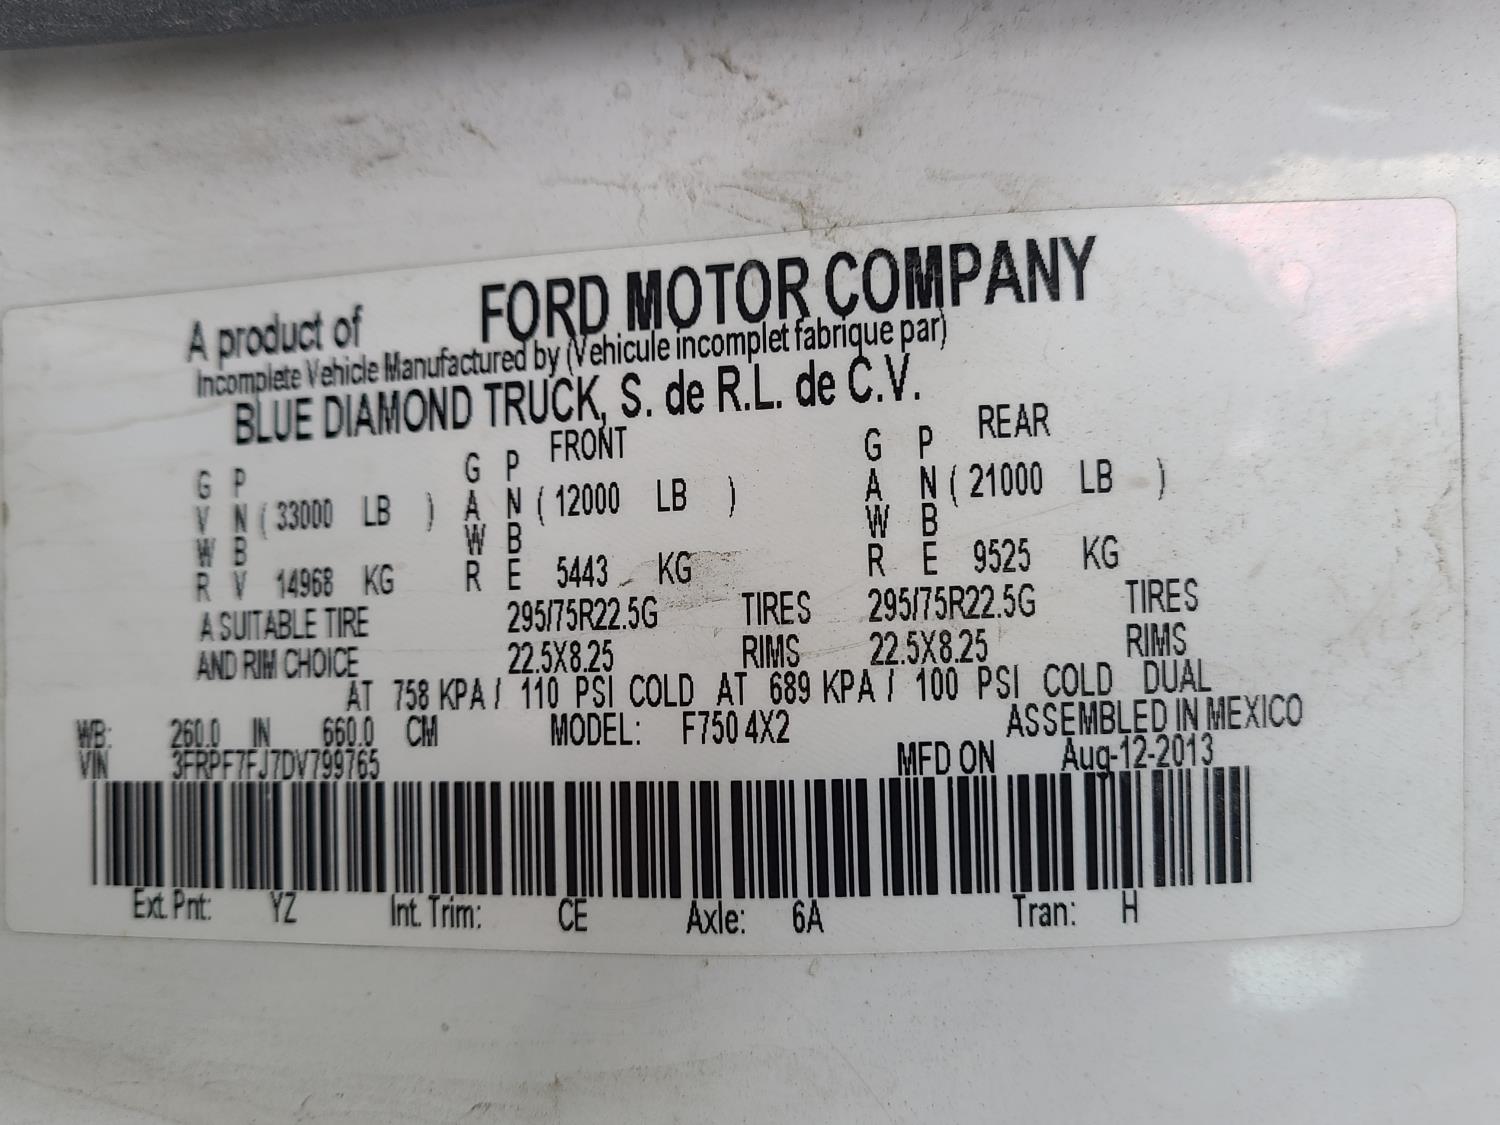 A product of FORD MOTOR COMPANY
Incomplete Vehicle Manufactured by (Vehicule incomplet fabrique par)
BLUE DIAMOND TRUCK, S. de R.L. de C.V.
FRONT REAR
G P G P G P
V N ( 33000 LB ) A N ( 12000 LB ) A N ( 21000 LB )
W B W B W B
R V 14968 KG R E 5443 KG R E 9525 KG
A SUITABLE TIRE 295/75R22.5G TIRES 295/75R22.5G TIRES
AND RIM CHOICE 22.5X8.25 RIMS 22.5X8.25 RIMS
AT 758 KPA / 110 PSI COLD AT 689 KPA / 100 PSI COLD DUAL
WB: 260.0 IN 660.0 CM MODEL: F750 4X2 ASSEMBLED IN MEXICO
VIN 3FRPF7FJ7DV799765 MFD ON Aug-12-2013
Ext. Pnt: YZ Int. Trim: CE Axle: 6A Tran: H